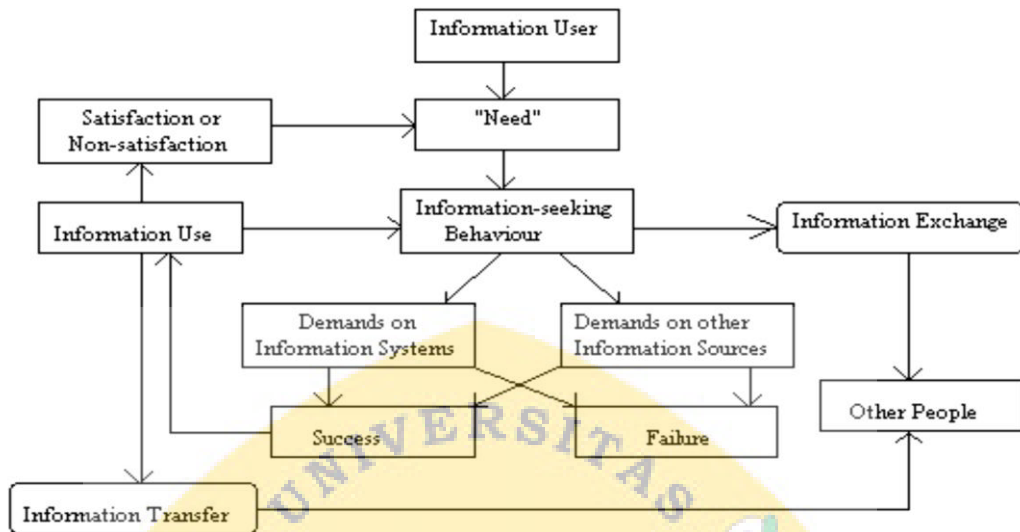 Information User
"Need"
Satisfaction or
Non-satisfaction
Information-seeking
Behaviour
Information Use
Information Exchange
Demands on
Information Systems
Demands on other
Information Sources
Success
Failure
Other People
Information Transfer
UNIVERSITAS